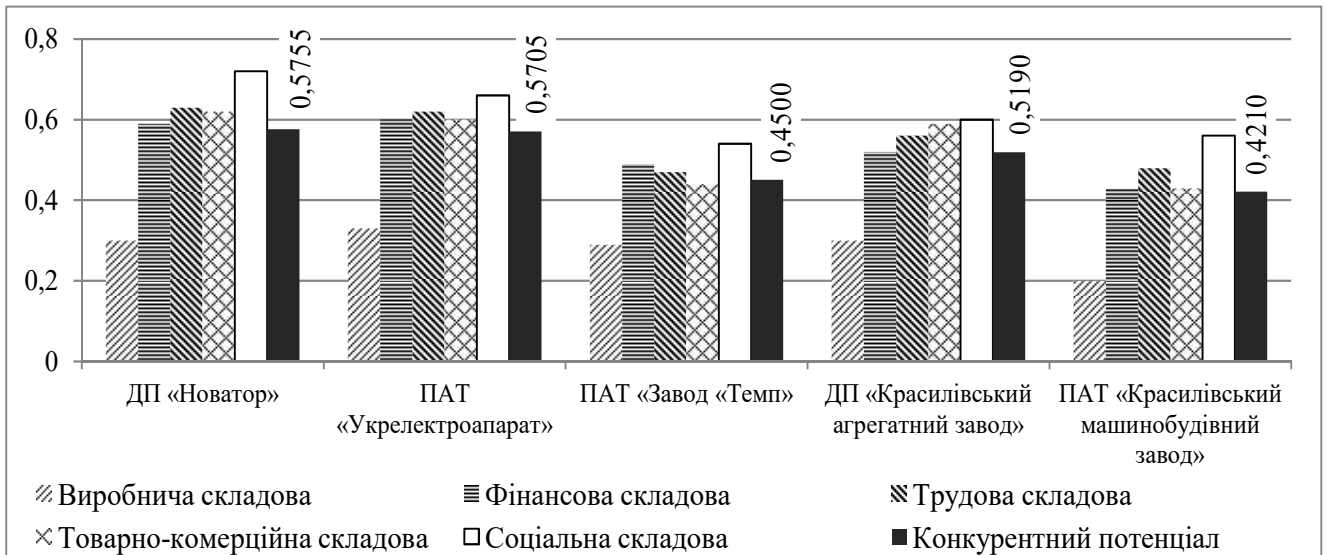 0,8
0,6
0,4
0,2
0
0,5755
0,5705
0,4500
0,5190
0,4210
ДП «Новатор»
ПАТ
«Укрелектроапарат»
ПАТ «Завод «Темп»
ДП «Красилівський
агрегатний завод»
ПАТ «Красилівський
машинобудівний
завод»
Виробнича складова
Фінансова складова
Трудова складова
Товарно-комерційна складова
Соціальна складова
Конкурентний потенціал